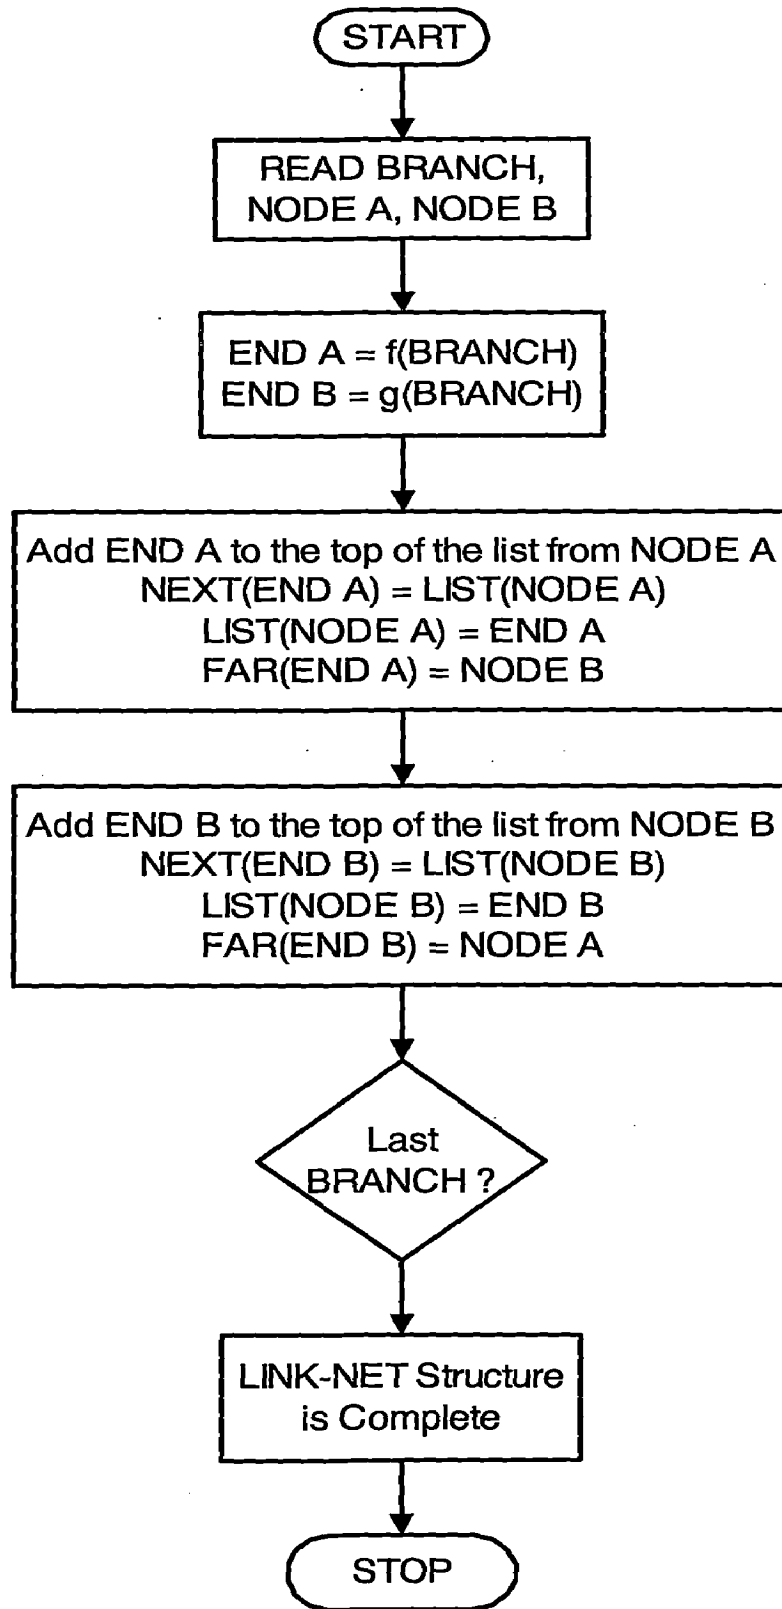 START
READ BRANCH,
NODE A, NODE B
END A = f(BRANCH)
END B = g(BRANCH)
Add END A to the top of the list from NODE A
NEXT(END A) = LIST(NODE A)
LIST(NODE A) = END A
FAR(END A) = NODE B
Add END B to the top of the list from NODE B
NEXT(END B) = LIST(NODE B)
LIST(NODE B) = END B
FAR(END B) = NODE A
Last
BRANCH ?
LINK-NET Structure
is Complete
STOP